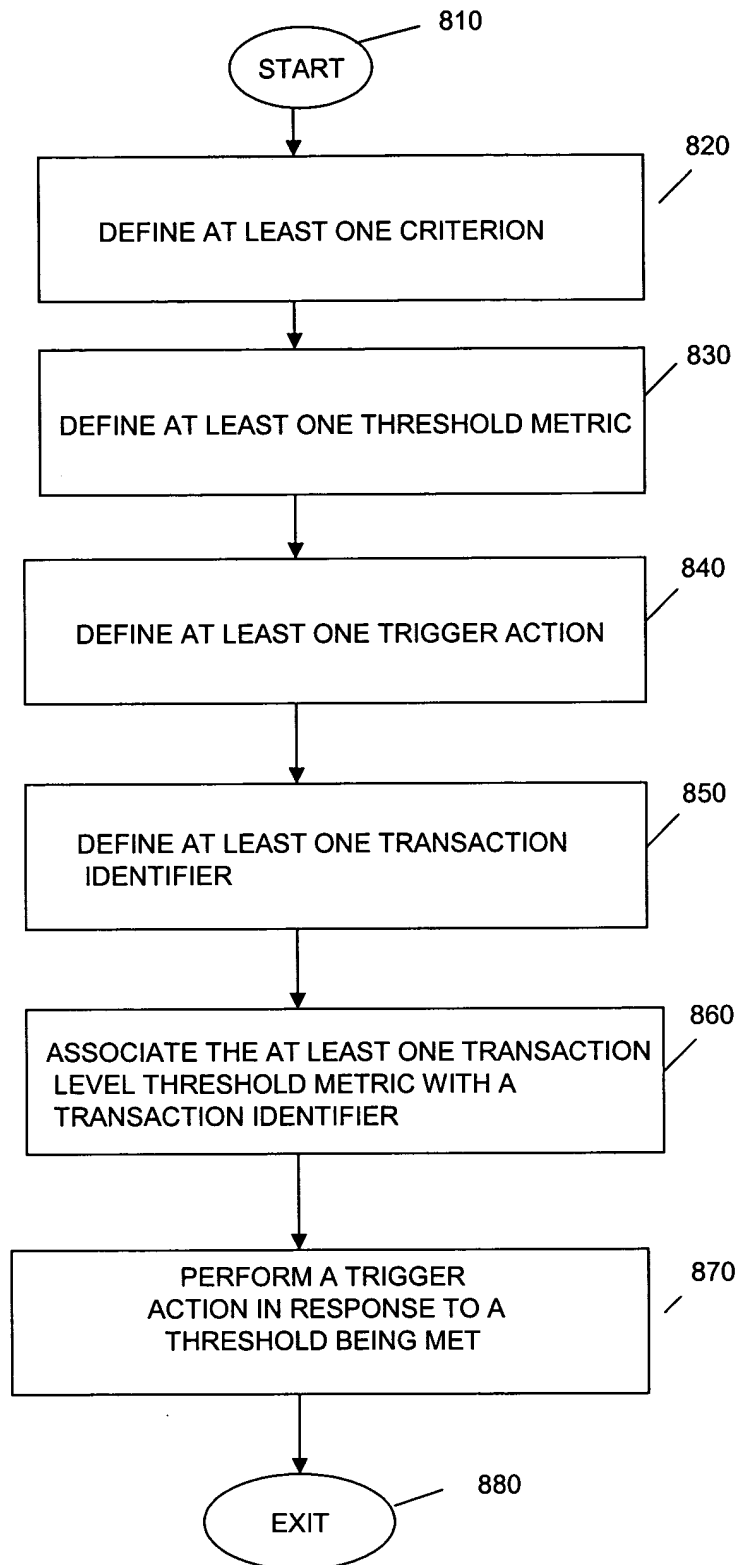 810
START
820
DEFINE AT LEAST ONE CRITERION
830
DEFINE AT LEAST ONE THRESHOLD METRIC
840
DEFINE AT LEAST ONE TRIGGER ACTION
850
DEFINE AT LEAST ONE TRANSACTION
IDENTIFIER
860
ASSOCIATE THE AT LEAST ONE TRANSACTION
LEVEL THRESHOLD METRIC WITH A
TRANSACTION IDENTIFIER
870
PERFORM A TRIGGER
ACTION IN RESPONSE TO A
THRESHOLD BEING MET
880
EXIT